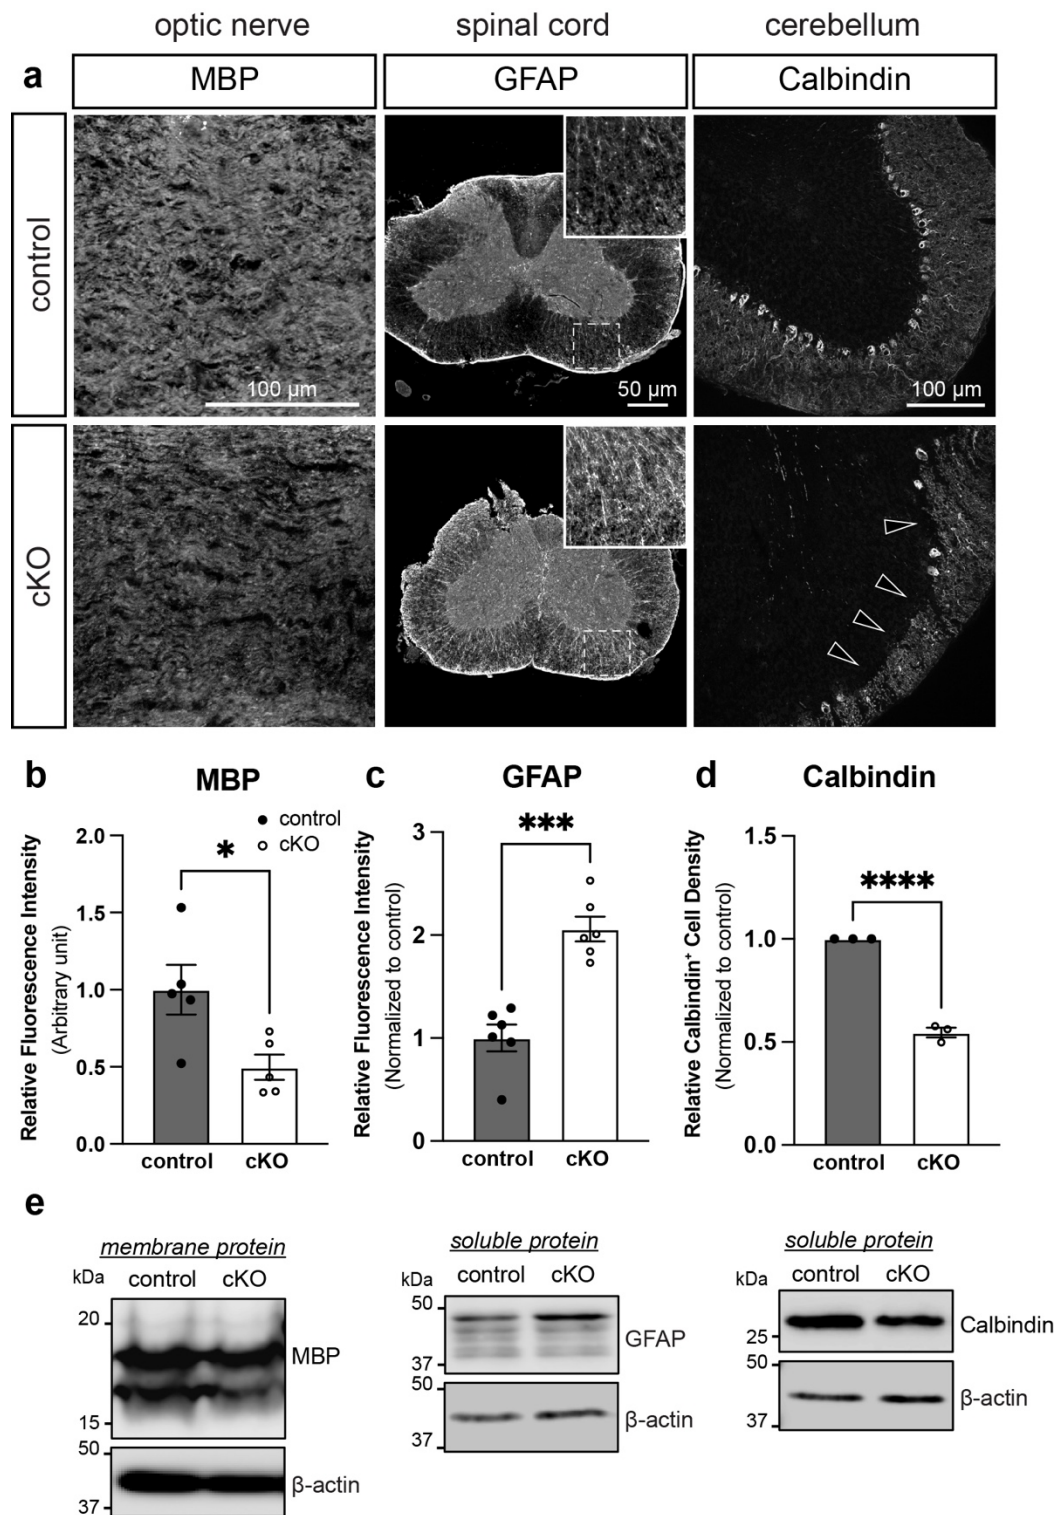 optic nerve
spinal cord
cerebellum
a
MBP
GFAP
Calbindin
control
100 µm
50 µm
100 µm
cKO
b
MBP
control
cKO
Relative Fluorescence Intensity
(Arbitrary unit)
2.0
1.5
1.0
0.5
0.0
*
control
cKO
c
GFAP
Relative Fluorescence Intensity
(Normalized to control)
3
2
1
0
***
control
cKO
d
Calbindin
Relative Calbindin⁺ Cell Density
(Normalized to control)
1.5
1.0
0.5
0.0
****
control
cKO
e
membrane protein
kDa
control
cKO
20
MBP
15
50
β-actin
37
soluble protein
kDa
control
cKO
50
GFAP
37
50
β-actin
37
soluble protein
kDa
control
cKO
Calbindin
25
50
β-actin
37